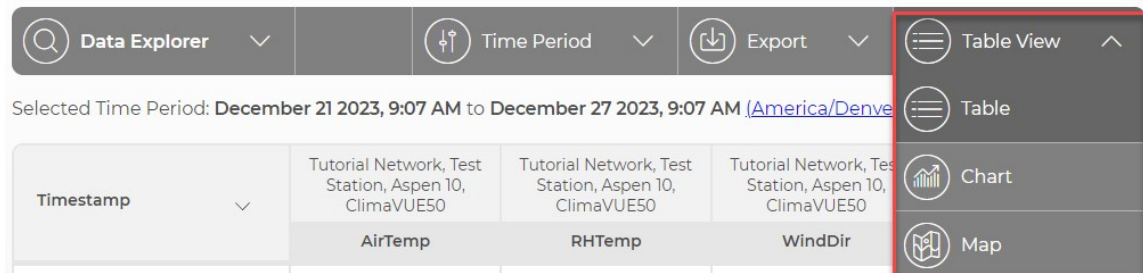 Data Explorer Time Period Export Table View
Selected Time Period: December 21 2023, 9:07 AM to December 27 2023, 9:07 AM (America/Denve
Table
Timestamp
Tutorial Network, Test
Station, Aspen 10,
ClimaVUE50
AirTemp
Tutorial Network, Test
Station, Aspen 10,
ClimaVUE50
RHTemp
Tutorial Network, Tes
Station, Aspen 10,
ClimaVUE50
WindDir
Chart
Map